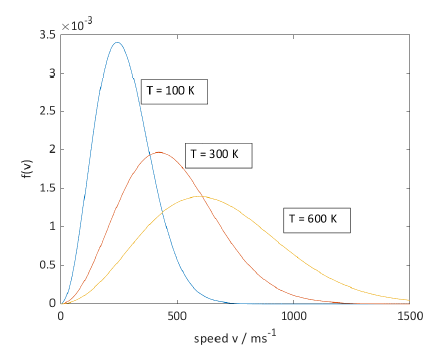 ×10⁻³
3.5
3
2.5
2
1.5
1
0.5
0
f(v)
T = 100 K
T = 300 K
T = 600 K
0 500 1000 1500
speed v / ms⁻¹